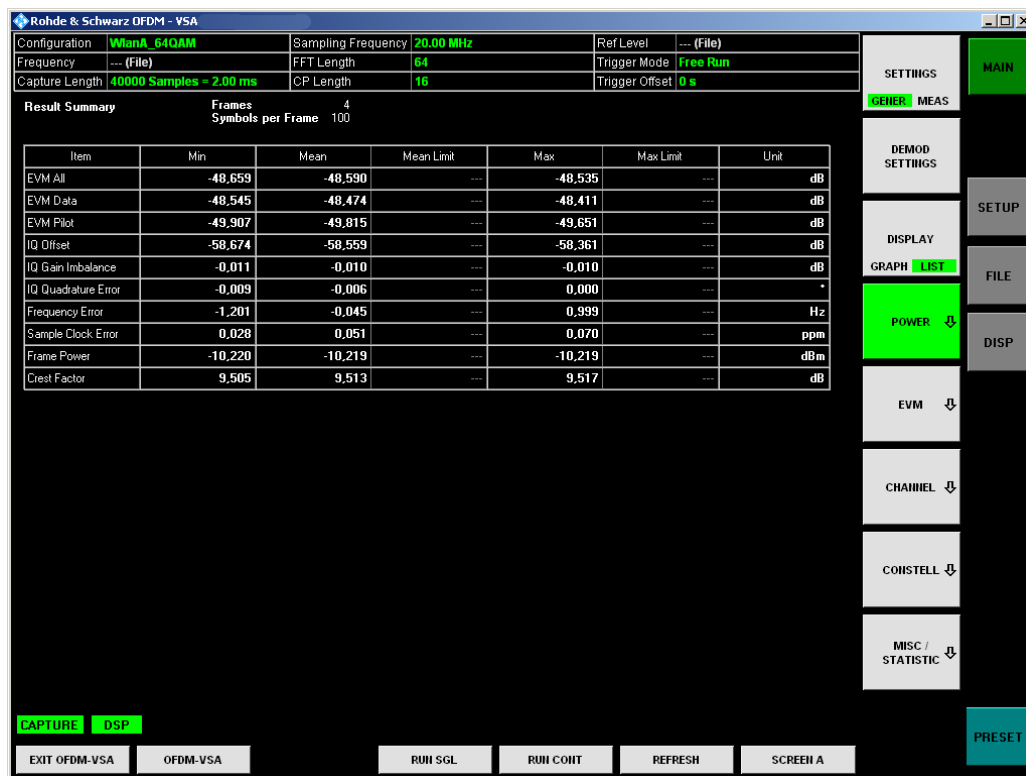 Rohde & Schwarz OFDM - VSA
Configuration WlanA_64QAM Sampling Frequency 20.00 MHz Ref Level --- (File)
Frequency --- (File) FFT Length 64 Trigger Mode Free Run
Capture Length 40000 Samples = 2.00 ms CP Length 16 Trigger Offset 0 s
Result Summary Frames 4
Symbols per Frame 100
Item Min Mean Mean Limit Max Max Limit Unit
EVM All -48,659 -48,590 --- -48,535 --- dB
EVM Data -48,545 -48,474 --- -48,411 --- dB
EVM Pilot -49,907 -49,815 --- -49,651 --- dB
IQ Offset -58,674 -58,559 --- -58,361 --- dB
IQ Gain Imbalance -0,011 -0,010 --- -0,010 --- dB
IQ Quadrature Error -0,009 -0,006 --- 0,000 --- °
Frequency Error -1,201 -0,045 --- 0,999 --- Hz
Sample Clock Error 0,028 0,051 --- 0,070 --- ppm
Frame Power -10,220 -10,219 --- -10,219 --- dBm
Crest Factor 9,505 9,513 --- 9,517 --- dB
SETTINGS
GENER MEAS
DEMOD
SETTINGS
DISPLAY
GRAPH LIST
POWER
EVM
CHANNEL
CONSTELL
MISC /
STATISTIC
MAIN
SETUP
FILE
DISP
PRESET
CAPTURE DSP
EXIT OFDM-VSA OFDM-VSA RUN SGL RUN CONT REFRESH SCREEN A